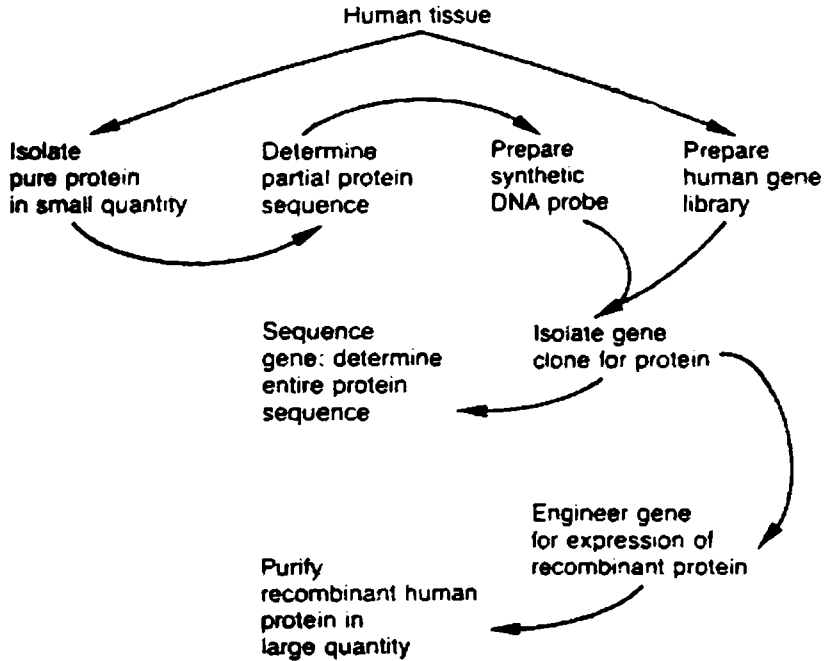 Human tissue
Isolate
pure protein
in small quantity
Determine
partial protein
sequence
Prepare
synthetic
DNA probe
Prepare
human gene
library
Sequence
gene: determine
entire protein
sequence
Isolate gene
clone for protein
Engineer gene
for expression of
recombinant protein
Purify
recombinant human
protein in
large quantity